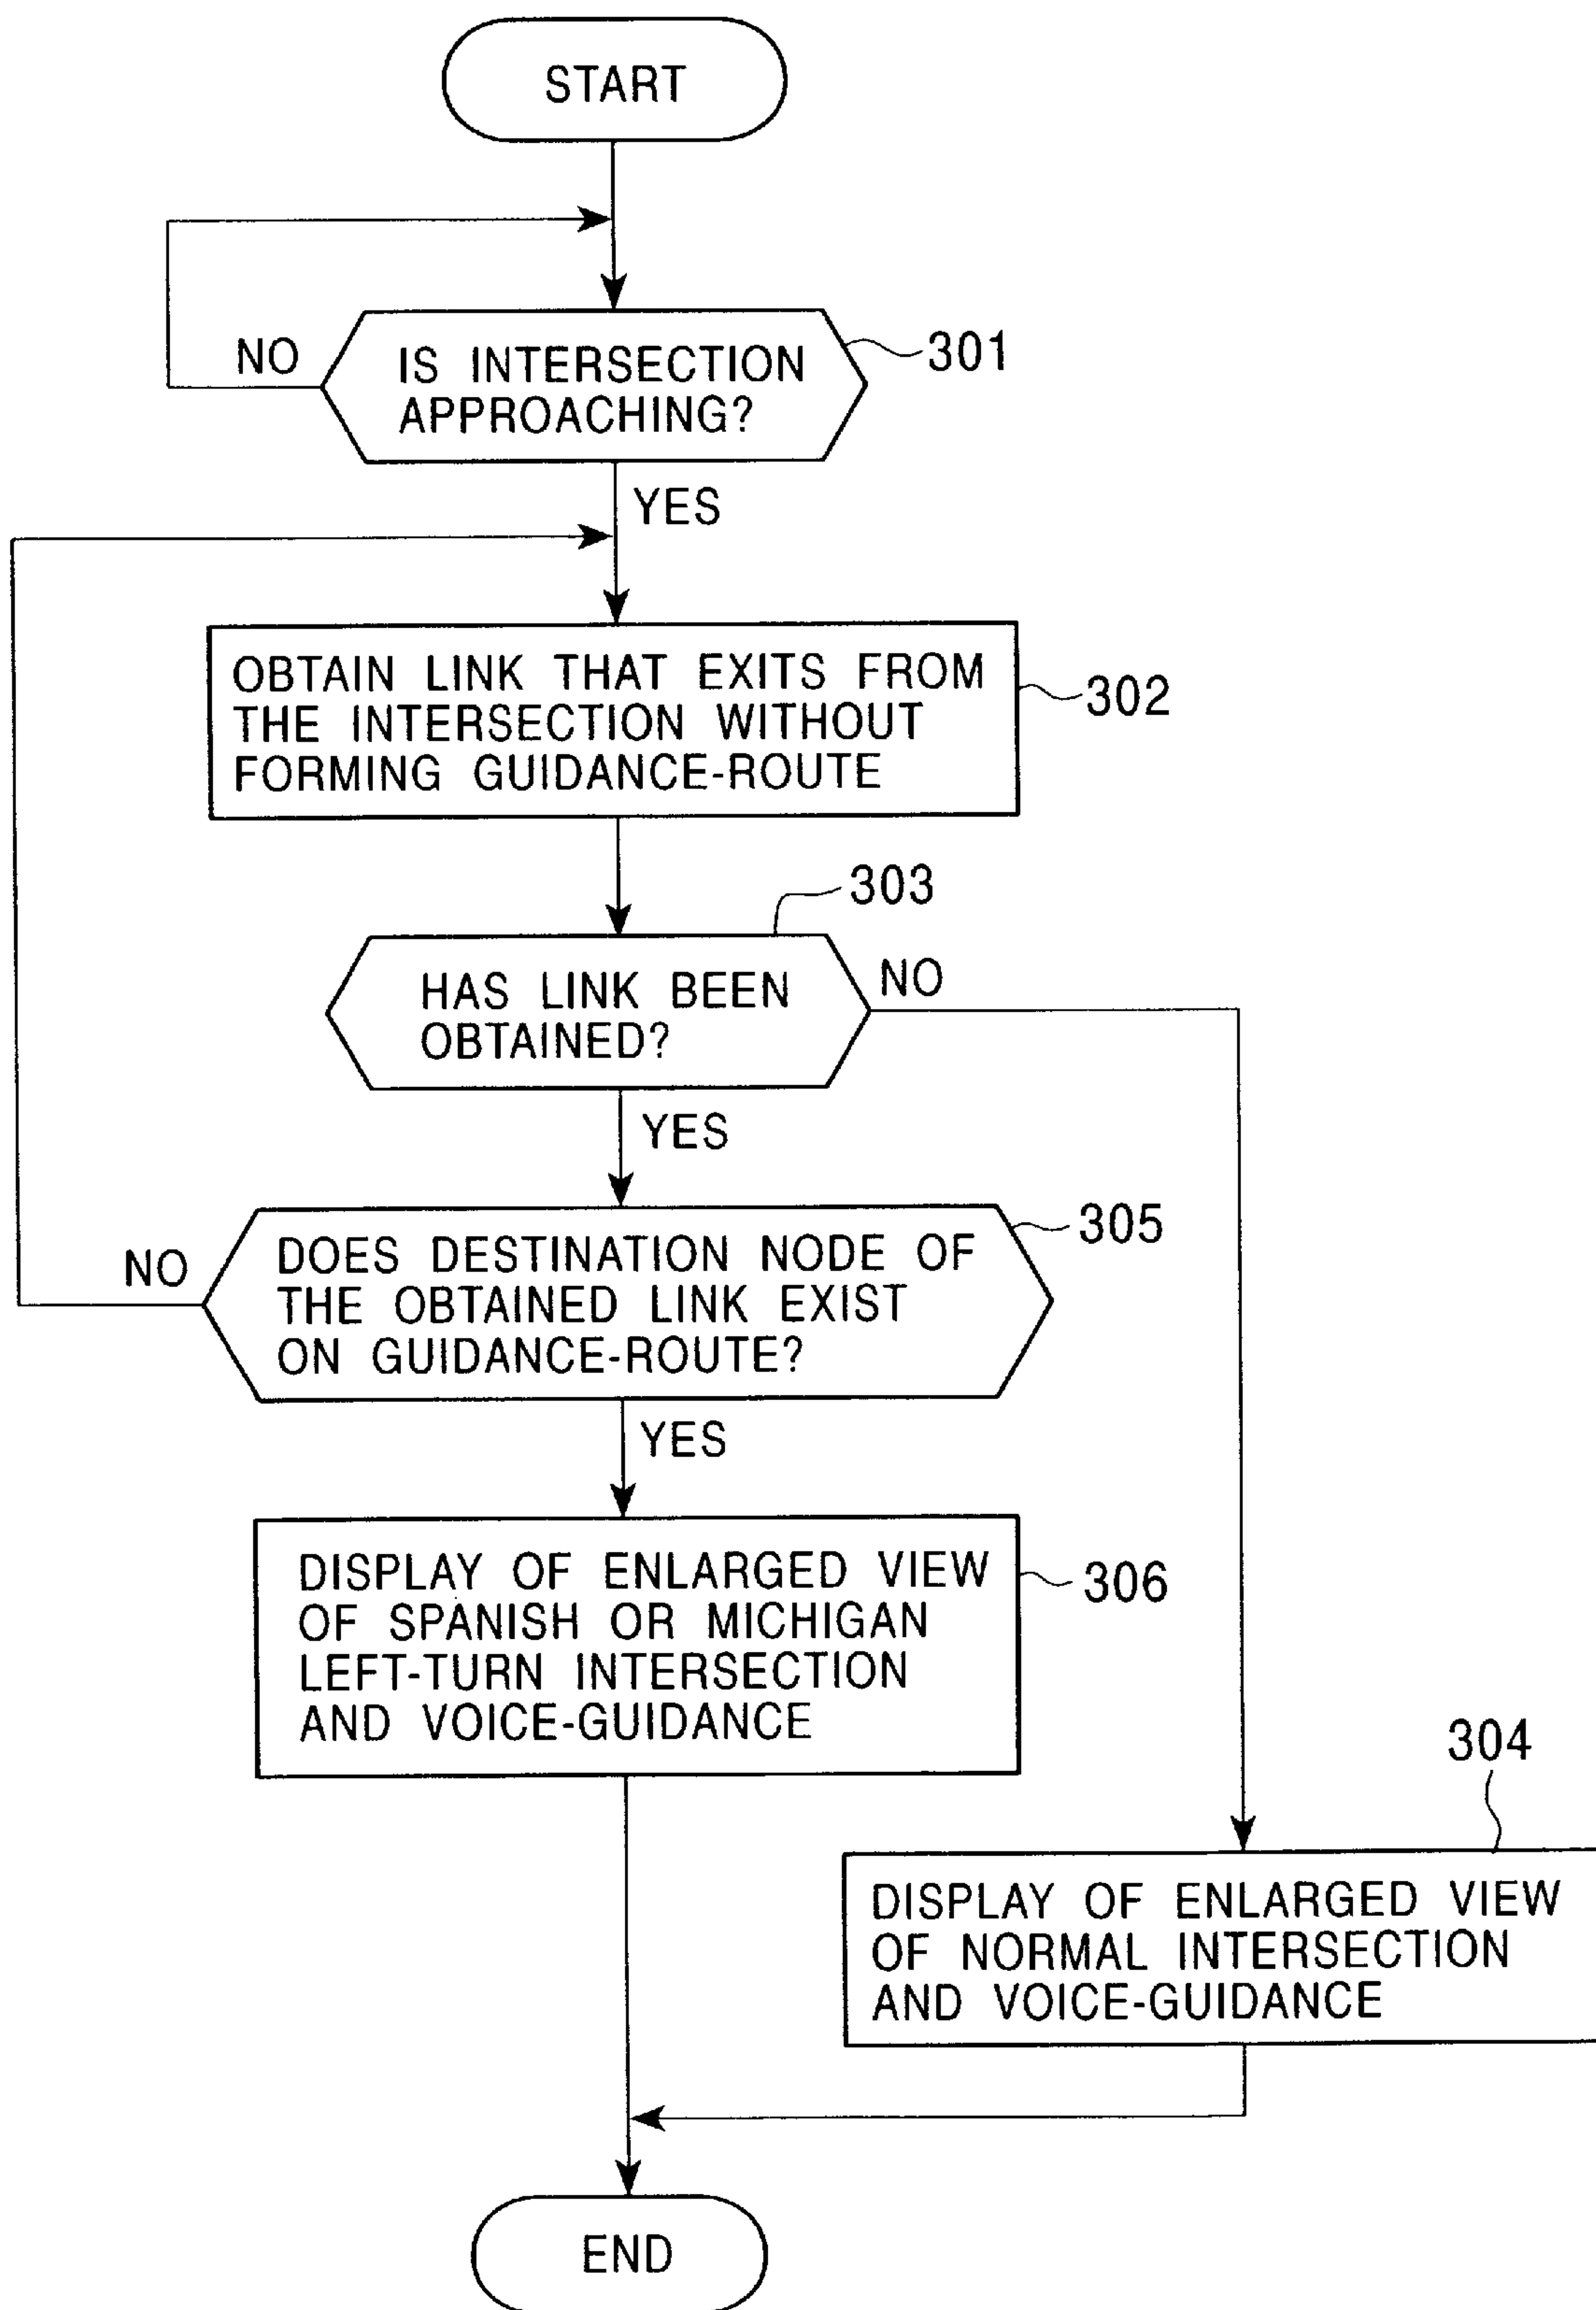 START
NO
IS INTERSECTION
APPROACHING?
301
YES
OBTAIN LINK THAT EXITS FROM
THE INTERSECTION WITHOUT
FORMING GUIDANCE-ROUTE
302
303
HAS LINK BEEN
OBTAINED?
NO
YES
305
NO
DOES DESTINATION NODE OF
THE OBTAINED LINK EXIST
ON GUIDANCE-ROUTE?
YES
DISPLAY OF ENLARGED VIEW
OF SPANISH OR MICHIGAN
LEFT-TURN INTERSECTION
AND VOICE-GUIDANCE
306
304
DISPLAY OF ENLARGED VIEW
OF NORMAL INTERSECTION
AND VOICE-GUIDANCE
END